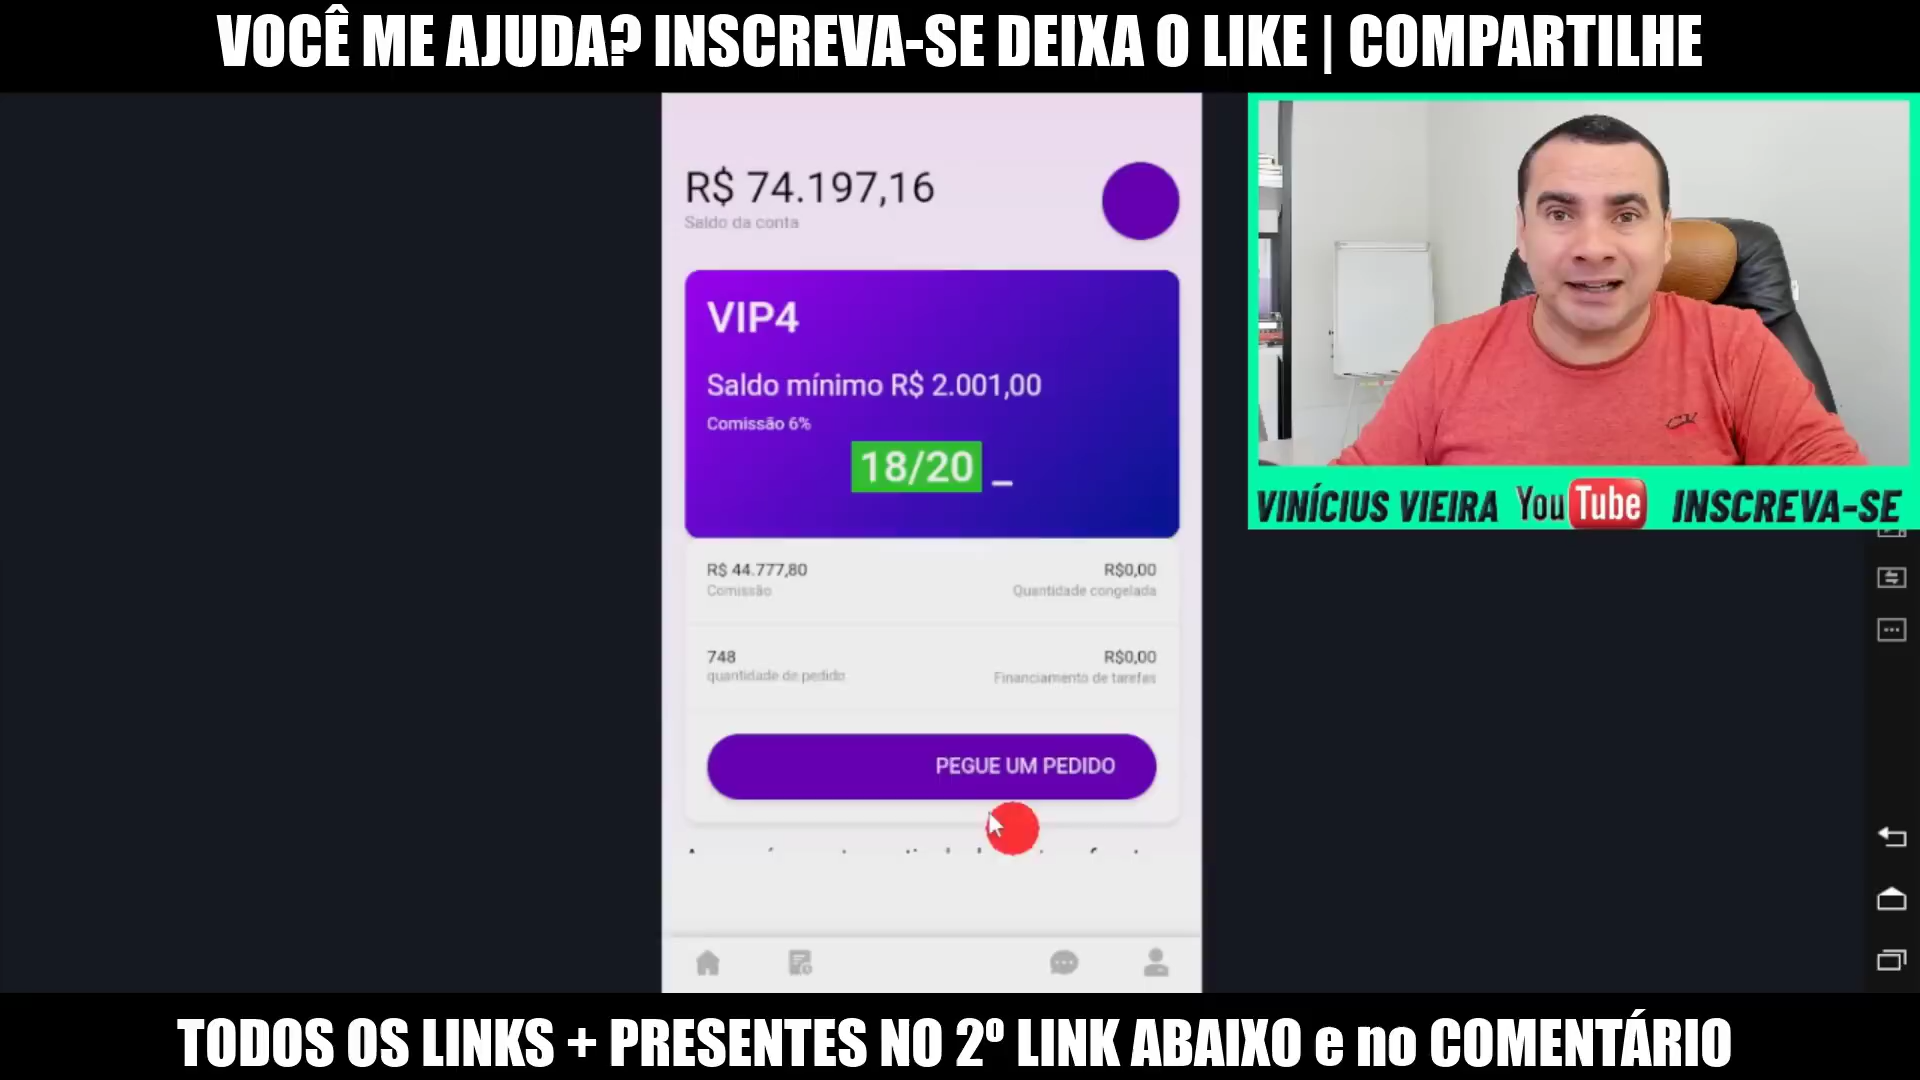 VOCÊ ME AJUDA? INSCREVA-SE DEIXA O LIKE | COMPARTILHE
R$ 74.197,16
Saldo da conta
VIP4
Saldo mínimo R$ 2.001,00
Comissão 6%
18/20 _
R$ 44.777,80
Comissão
R$0,00
Quantidade congelada
748
quantidade de pedido
R$0,00
Financiamento de tarefas
PEGUE UM PEDIDO
VINÍCIUS VIEIRA YouTube INSCREVA-SE
TODOS OS LINKS + PRESENTES NO 2º LINK ABAIXO e no COMENTÁRIO